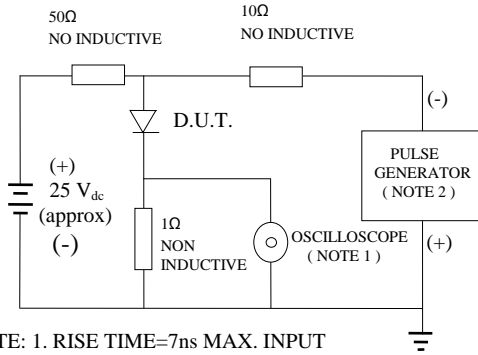 50Ω
NO INDUCTIVE
10Ω
NO INDUCTIVE
(-)
D.U.T.
PULSE
GENERATOR
( NOTE 2 )
(+)
25 Vdc
(approx)
(-)
1Ω
NON
INDUCTIVE
OSCILLOSCOPE
( NOTE 1 )
(+)
TE: 1. RISE TIME=7ns MAX. INPUT